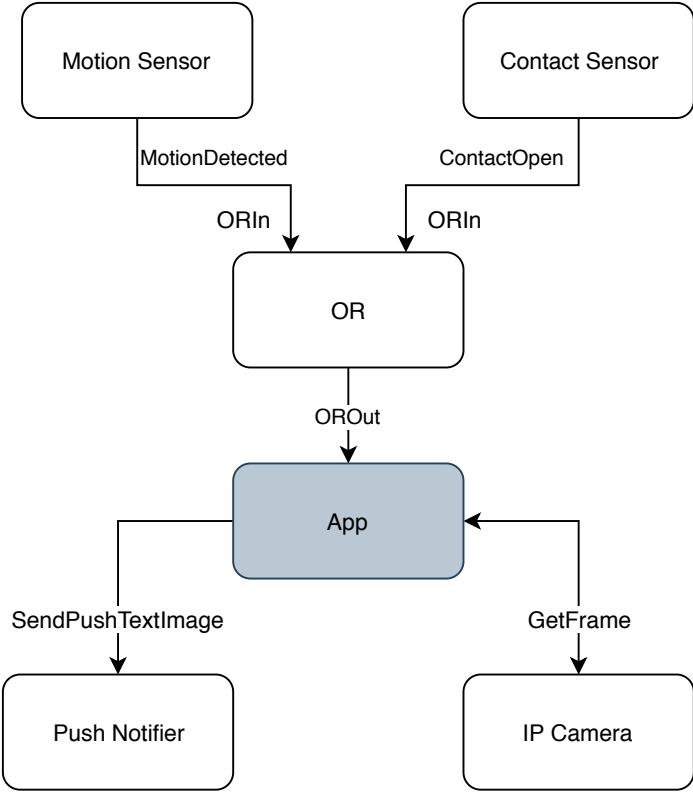 Motion Sensor
Contact Sensor
MotionDetected
ContactOpen
ORIn
ORIn
OR
OROut
App
SendPushTextImage
GetFrame
Push Notifier
IP Camera